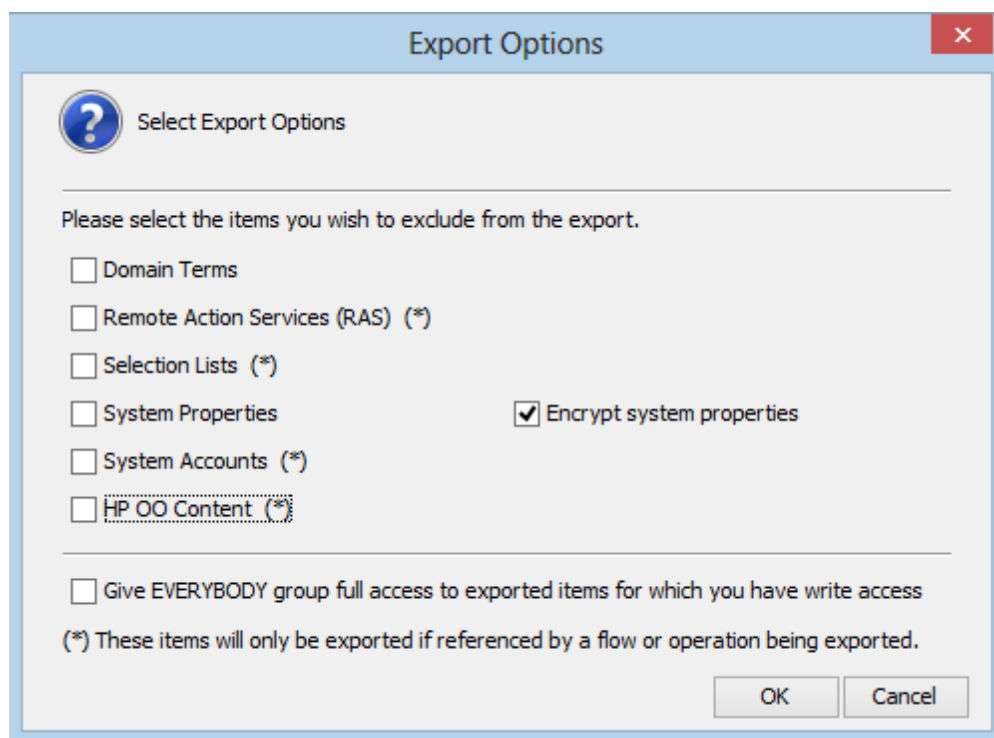 Export Options
Select Export Options
Please select the items you wish to exclude from the export.
Domain Terms
Remote Action Services (RAS) (*)
Selection Lists (*)
System Properties
Encrypt system properties
System Accounts (*)
HP OO Content (*)
Give EVERYBODY group full access to exported items for which you have write access
(*) These items will only be exported if referenced by a flow or operation being exported.
OK
Cancel